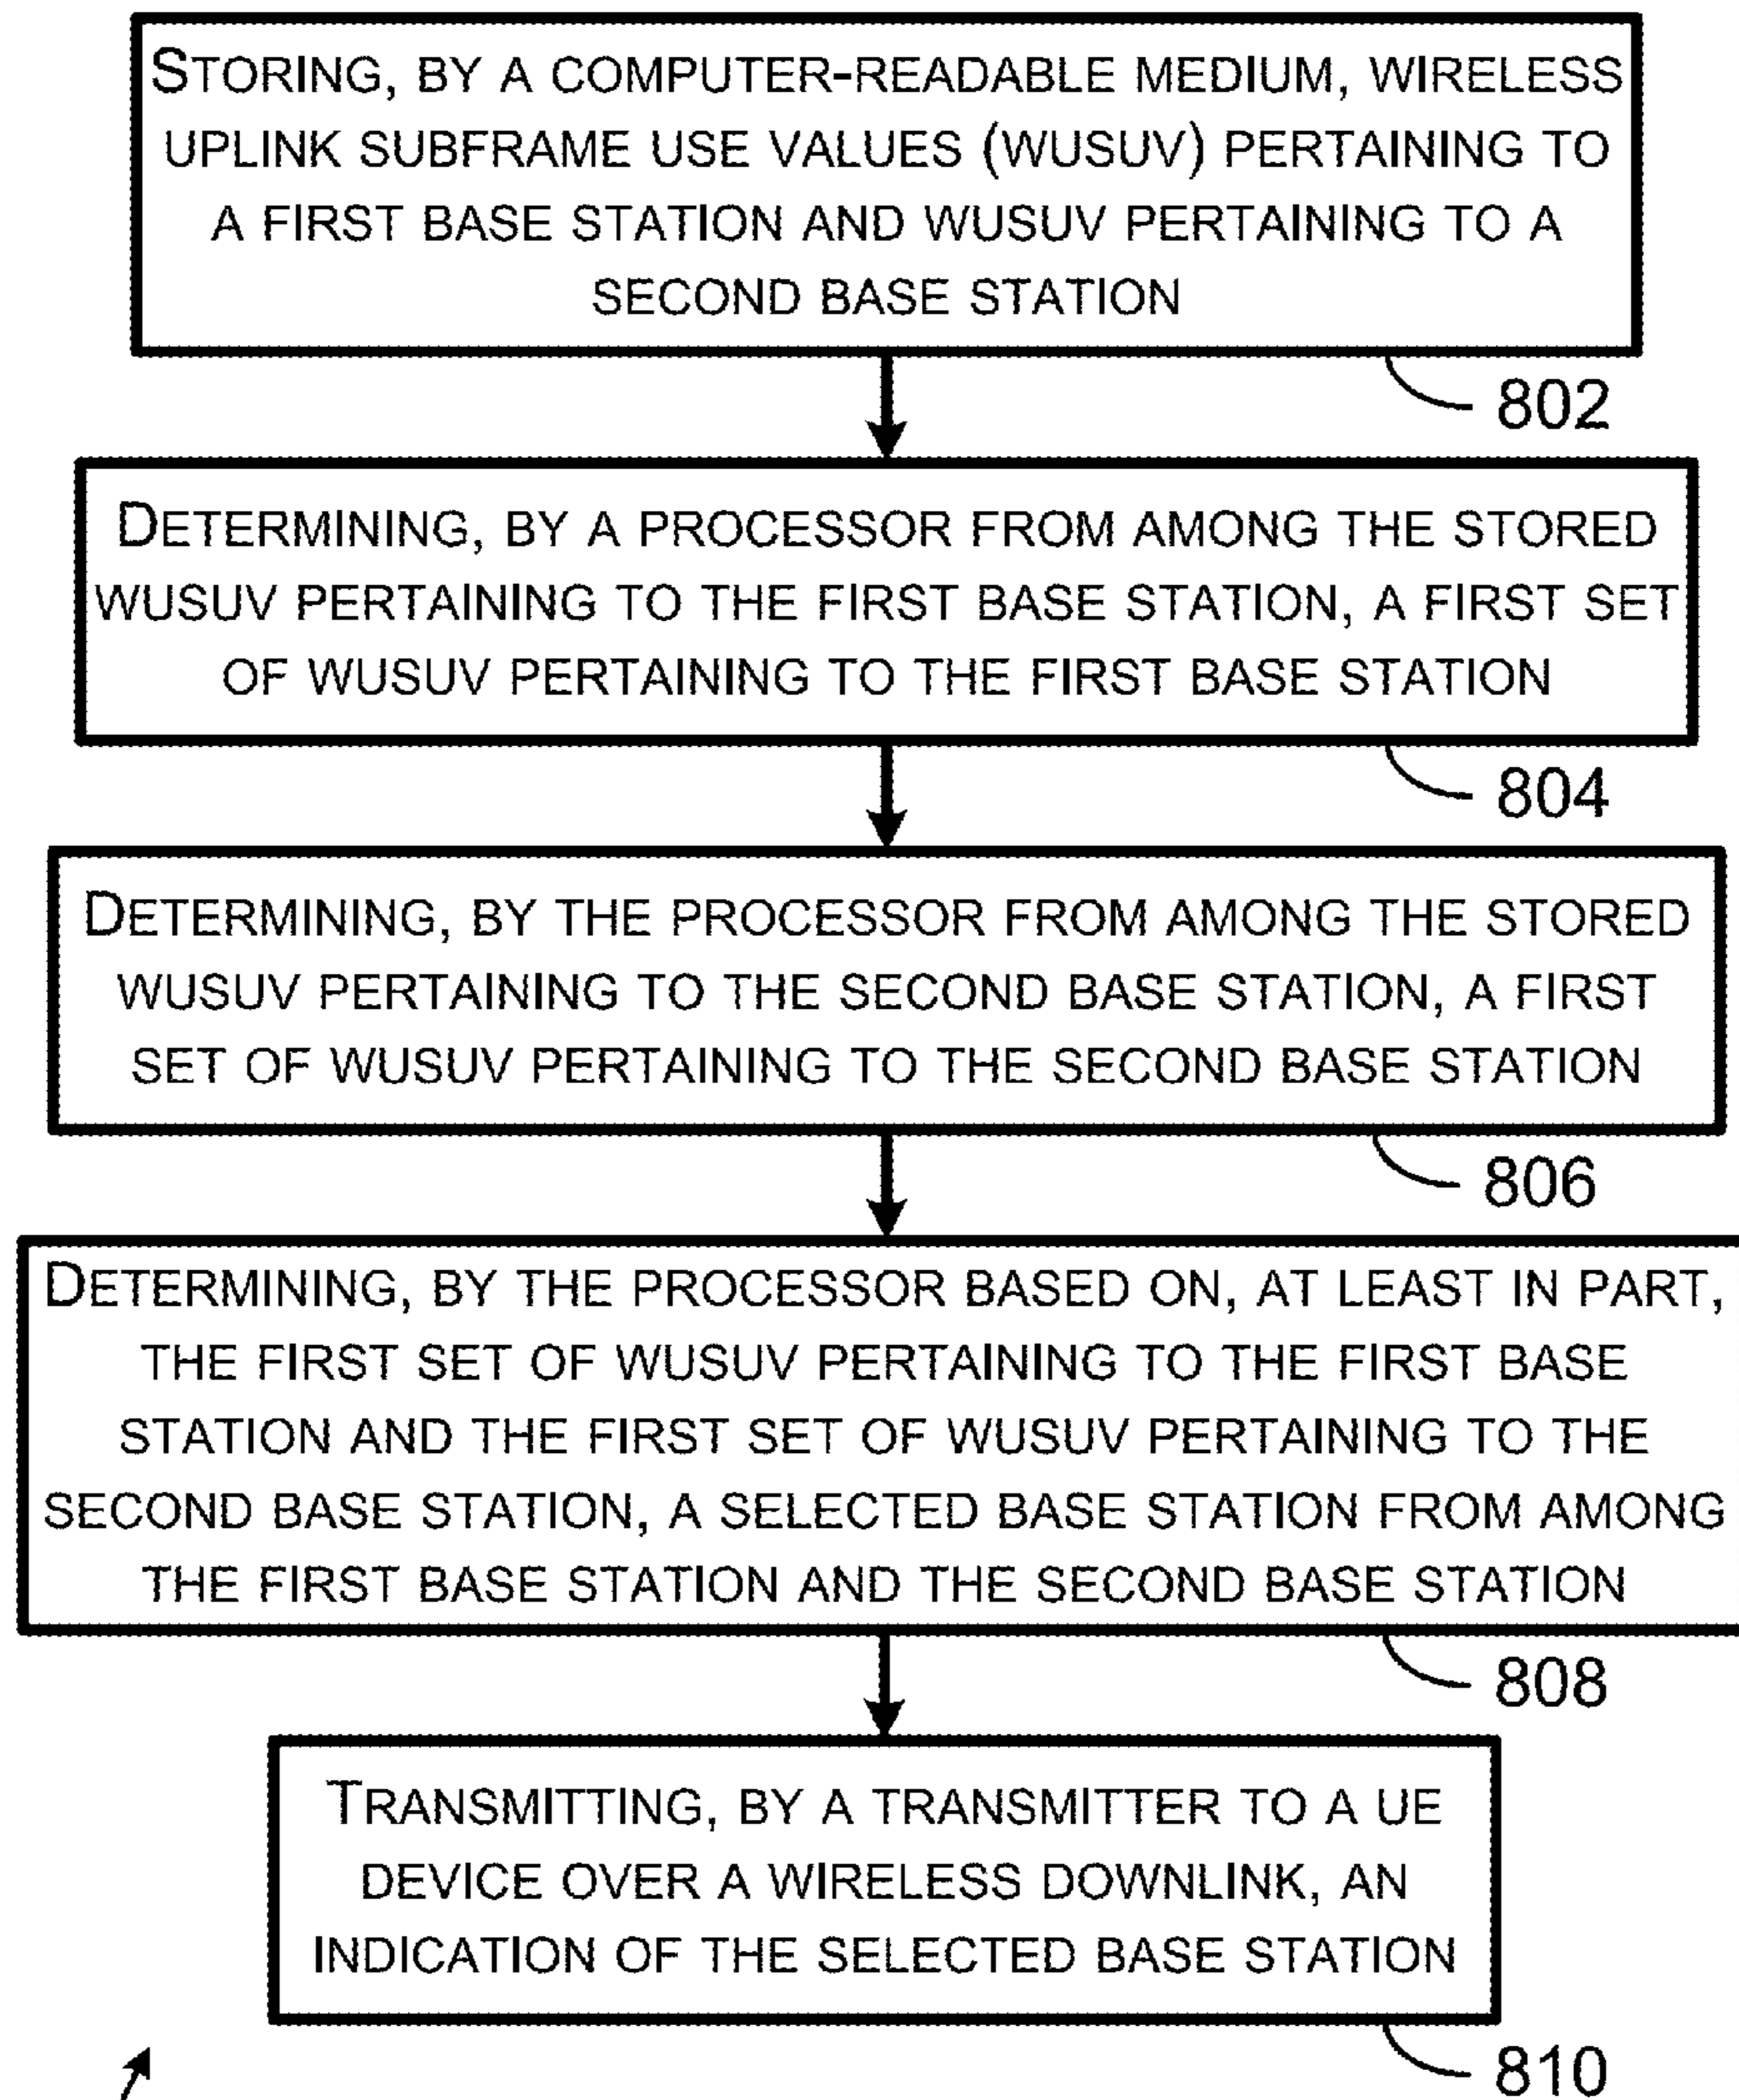 STORING, BY A COMPUTER-READABLE MEDIUM, WIRELESS
UPLINK SUBFRAME USE VALUES (WUSUV) PERTAINING TO
A FIRST BASE STATION AND WUSUV PERTAINING TO A
SECOND BASE STATION
802
DETERMINING, BY A PROCESSOR FROM AMONG THE STORED
WUSUV PERTAINING TO THE FIRST BASE STATION, A FIRST SET
OF WUSUV PERTAINING TO THE FIRST BASE STATION
804
DETERMINING, BY THE PROCESSOR FROM AMONG THE STORED
WUSUV PERTAINING TO THE SECOND BASE STATION, A FIRST
SET OF WUSUV PERTAINING TO THE SECOND BASE STATION
806
DETERMINING, BY THE PROCESSOR BASED ON, AT LEAST IN PART,
THE FIRST SET OF WUSUV PERTAINING TO THE FIRST BASE
STATION AND THE FIRST SET OF WUSUV PERTAINING TO THE
SECOND BASE STATION, A SELECTED BASE STATION FROM AMONG
THE FIRST BASE STATION AND THE SECOND BASE STATION
808
TRANSMITTING, BY A TRANSMITTER TO A UE
DEVICE OVER A WIRELESS DOWNLINK, AN
INDICATION OF THE SELECTED BASE STATION
810